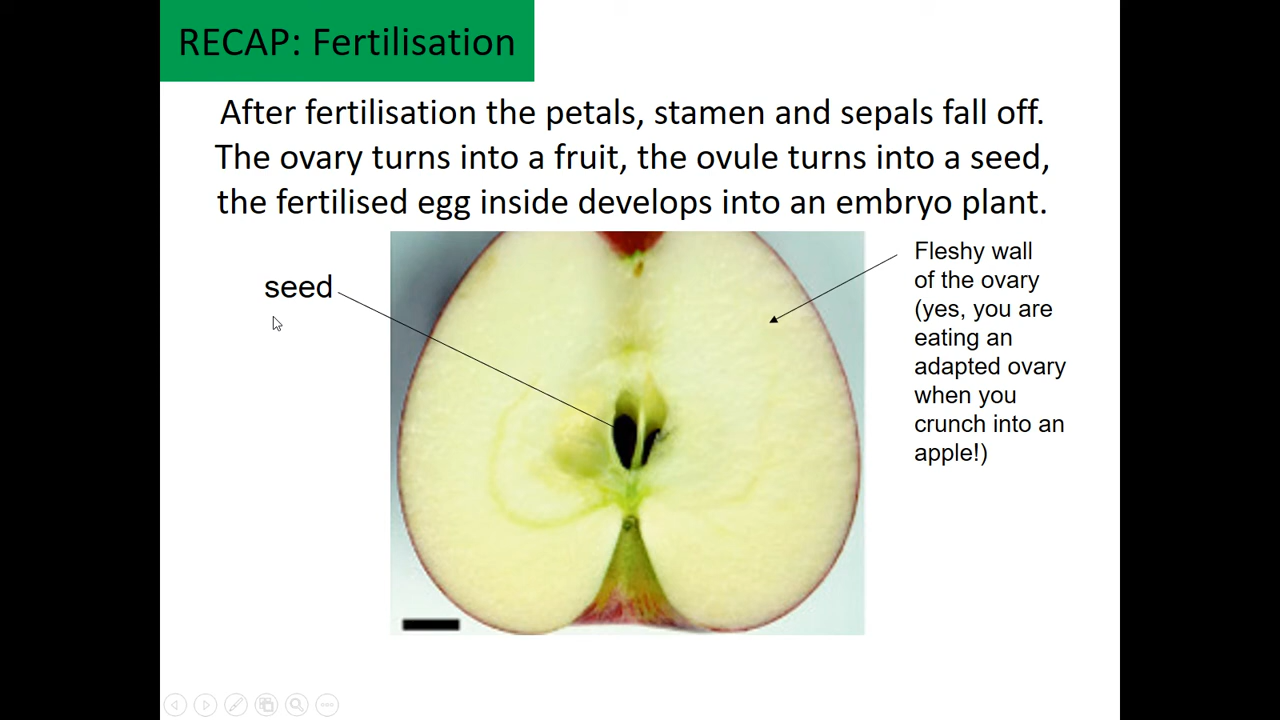 RECAP: Fertilisation
After fertilisation the petals, stamen and sepals fall off.
The ovary turns into a fruit, the ovule turns into a seed,
the fertilised egg inside develops into an embryo plant.
seed
Fleshy wall
of the ovary
(yes, you are
eating an
adapted ovary
when you
crunch into an
apple!)